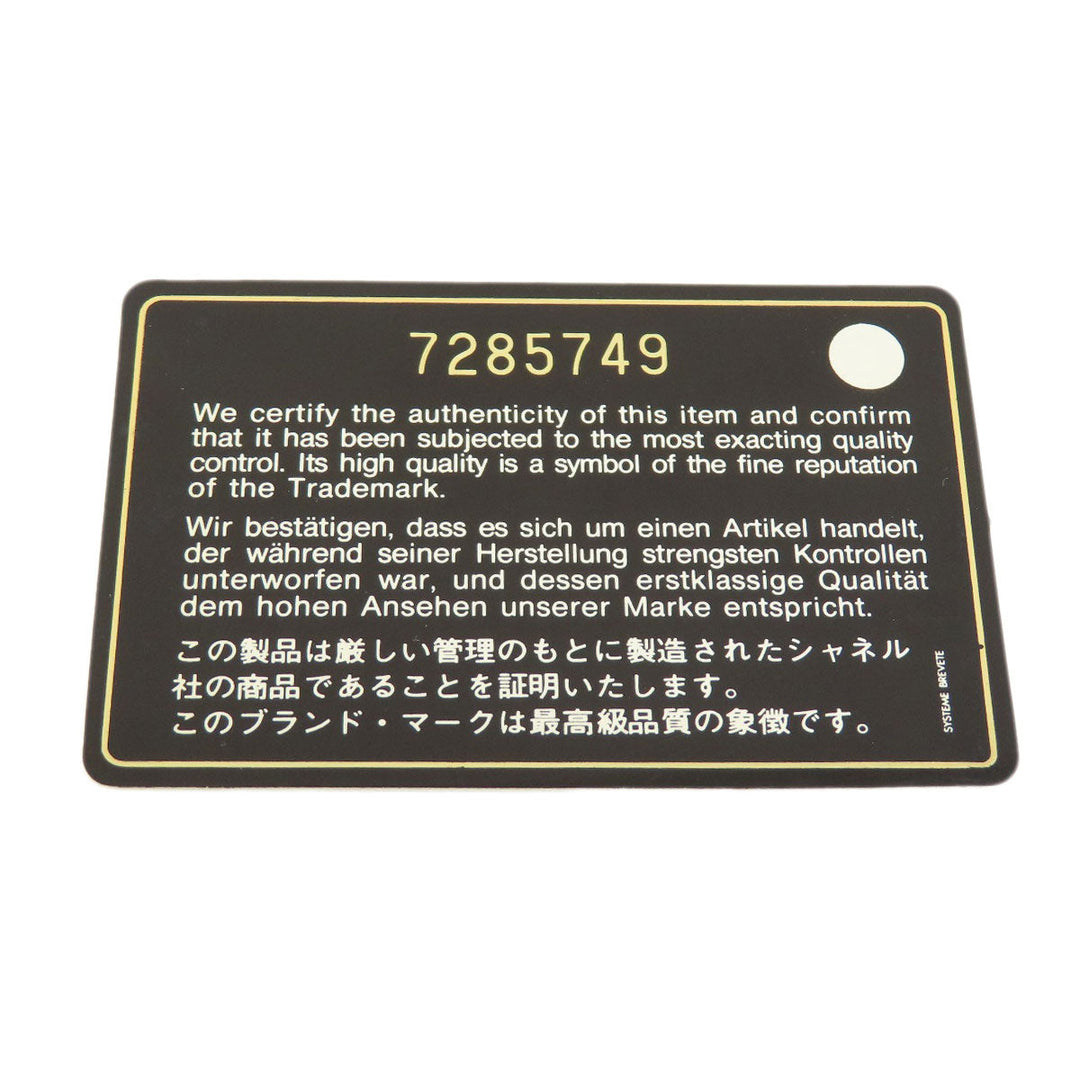 7285749
We certify the authenticity of this item and confirm
that it has been subjected to the most exacting quality
control. Its high quality is a symbol of the fine reputation
of the Trademark.
Wir bestätigen, dass es sich um einen Artikel handelt,
der während seiner Herstellung strengsten Kontrollen
unterworfen war, und dessen erstklassige Qualität
dem hohen Ansehen unserer Marke entspricht.
この製品は厳しい管理のもとに製造されたシャネル
社の商品であることを証明いたします。
このブランド・マークは最高級品質の象徴です。
SYSTEME BREVETE